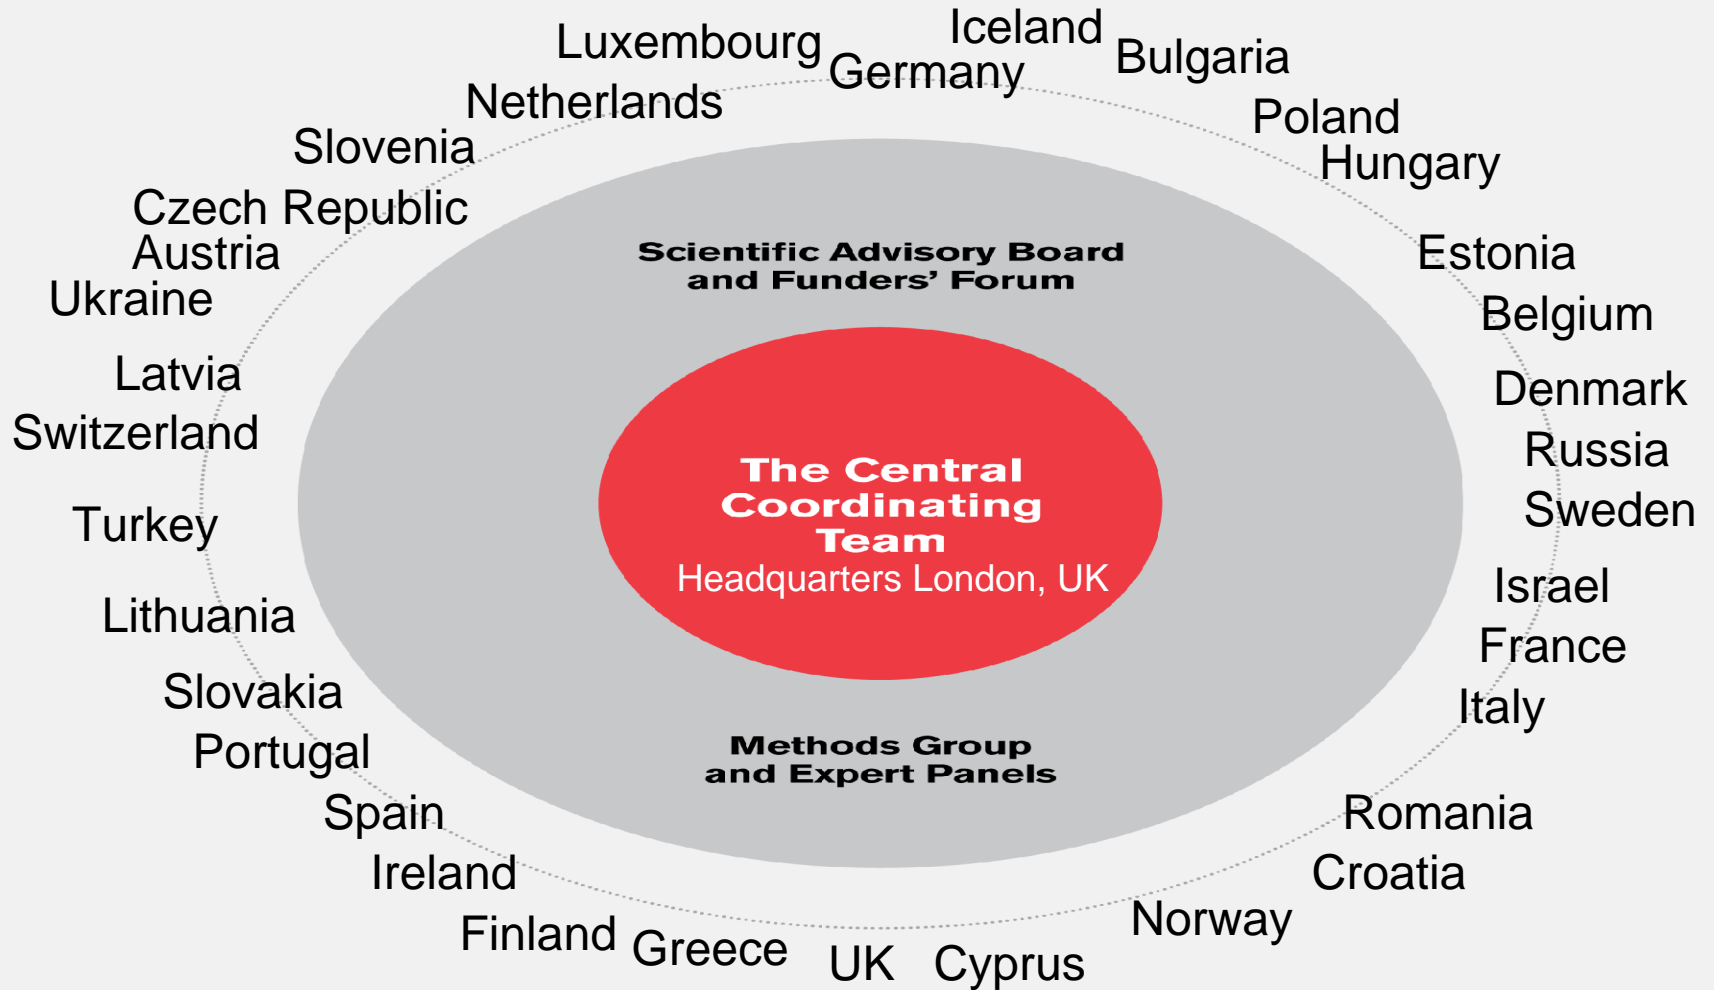 Iceland
Luxembourg
Germany
Bulgaria
Netherlands
Poland
Slovenia
Hungary
Czech Republic
Austria
Scientific Advisory Board
and Funders’ Forum
Estonia
Ukraine
Belgium
Latvia
Denmark
Switzerland
Russia
The Central
Coordinating
Team
Headquarters London, UK
Sweden
Turkey
Israel
Lithuania
France
Slovakia
Italy
Portugal
Methods Group
and Expert Panels
Spain
Romania
Ireland
Croatia
Norway
Finland
Greece
UK
Cyprus